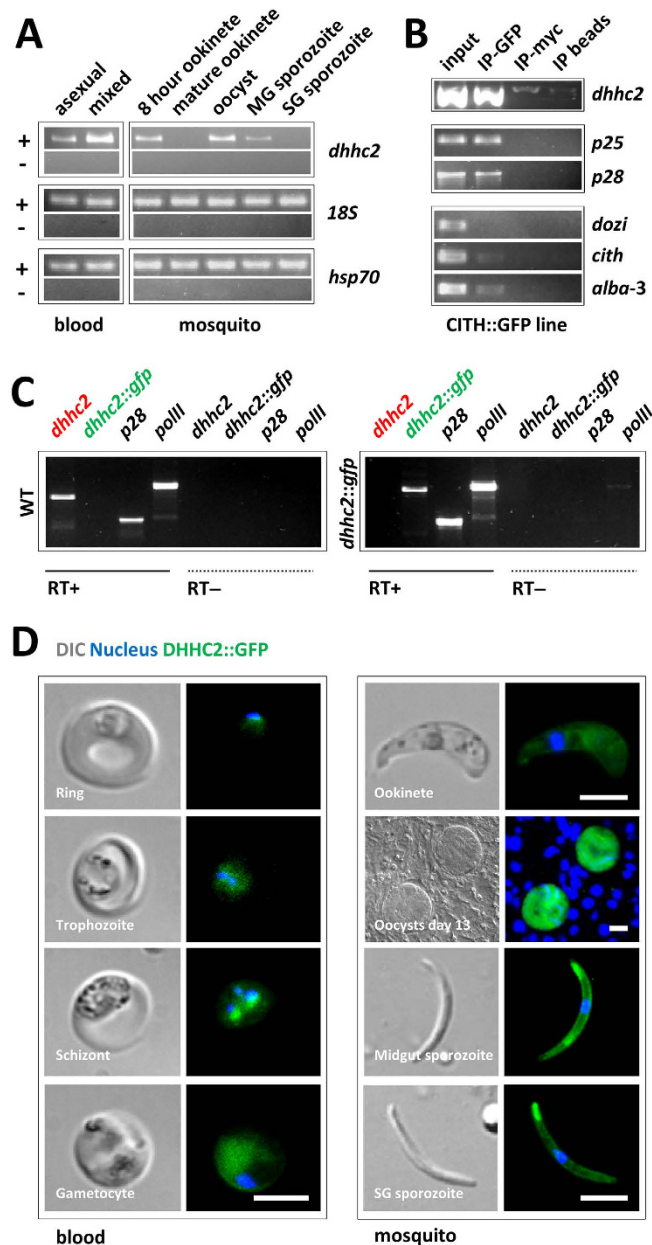 A
asexual
mixed
8 hour ookinete
mature ookinete
oocyst
MG sporozoite
SG sporozoite
+
-
dhhc2
+
-
18S
+
-
hsp70
blood
mosquito
B
input
IP-GFP
IP-myc
IP beads
dhhc2
p25
p28
dozi
cith
alba-3
CITH::GFP line
C
dhhc2
dhhc2::gfp
p28
polII
dhhc2
dhhc2::gfp
p28
polII
WT
RT+
RT–
dhhc2
dhhc2::gfp
p28
polII
dhhc2
dhhc2::gfp
p28
polII
dhhc2::gfp
RT+
RT–
D
DIC Nucleus DHHC2::GFP
Ring
Trophozoite
Schizont
Gametocyte
blood
Ookinete
Oocysts day 13
Midgut sporozoite
SG sporozoite
mosquito